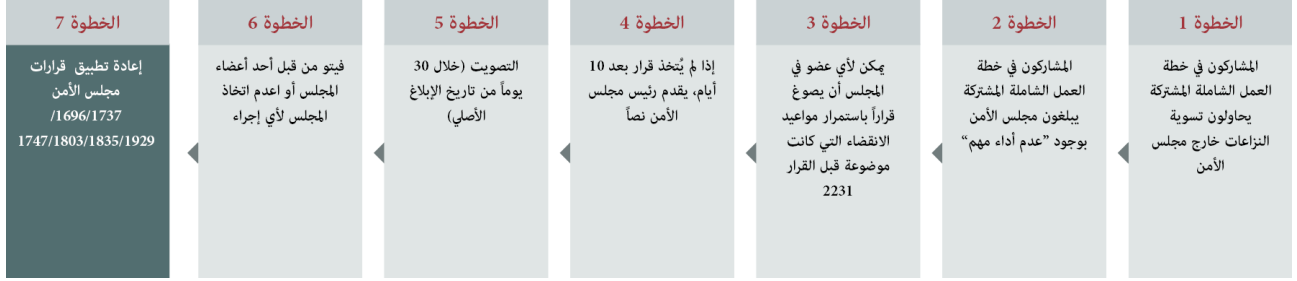 الخطوة 1
المشاركون في خطة
العمل الشاملة المشتركة
يحاولون تسوية
النزاعات خارج مجلس
الأمن
الخطوة 2
المشاركون في خطة
العمل الشاملة المشتركة
يبلغون مجلس الأمن
بوجود ”عدم أداء مهم“
الخطوة 3
يمكن لأي عضو في
المجلس أن يصوغ
قراراً باستمرار مواعيد
الانقضاء التي كانت
موضوعة قبل القرار
2231
الخطوة 4
إذا لم يُتخذ قرار بعد 10
أيام، يقدم رئيس مجلس
الأمن نصاً
الخطوة 5
التصويت (خلال 30
يوماً من تاريخ الإبلاغ
الأصلي)
الخطوة 6
فيتو من قبل أحد أعضاء
المجلس أو اعدم اتخاذ
المجلس لأي إجراء
الخطوة 7
إعادة تطبيق قرارات
مجلس الأمن
1696/1737/
1747/1803/1835/1929